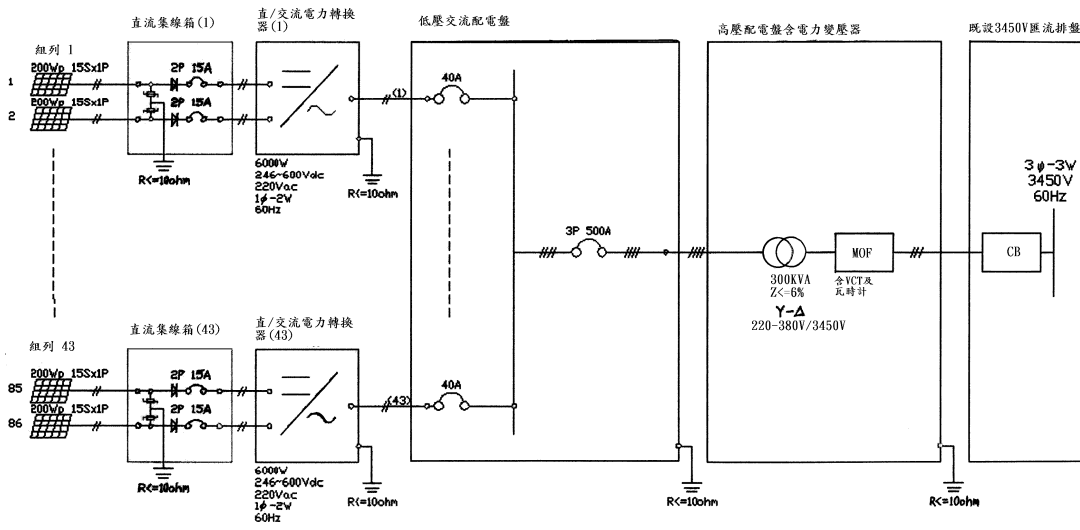 直流集線箱(1)
直/交流電力轉換
器(1)
低壓交流配電盤
高壓配電盤含電力變壓器
既設3450V匯流排盤
組列 1
1
200Wp 15Sx1P
2P 15A
2
200Wp 15Sx1P
2P 15A
R<=10ohm
6000W
246~600Vdc
220Vac
1ϕ-2W
60Hz
R<=10ohm
(1)
40A
3P 500A
300KVA
Z<=6%
Y-Δ
220-380V/3450V
MOF
含VCT及
瓦時計
CB
3ϕ-3W
3450V
60Hz
直流集線箱(43)
直/交流電力轉換
器(43)
組列 43
85
200Wp 15Sx1P
2P 15A
86
200Wp 15Sx1P
2P 15A
R<=10ohm
6000W
246~600Vdc
220Vac
1ϕ-2W
60Hz
R<=10ohm
(43)
40A
R<=10ohm
R<=10ohm